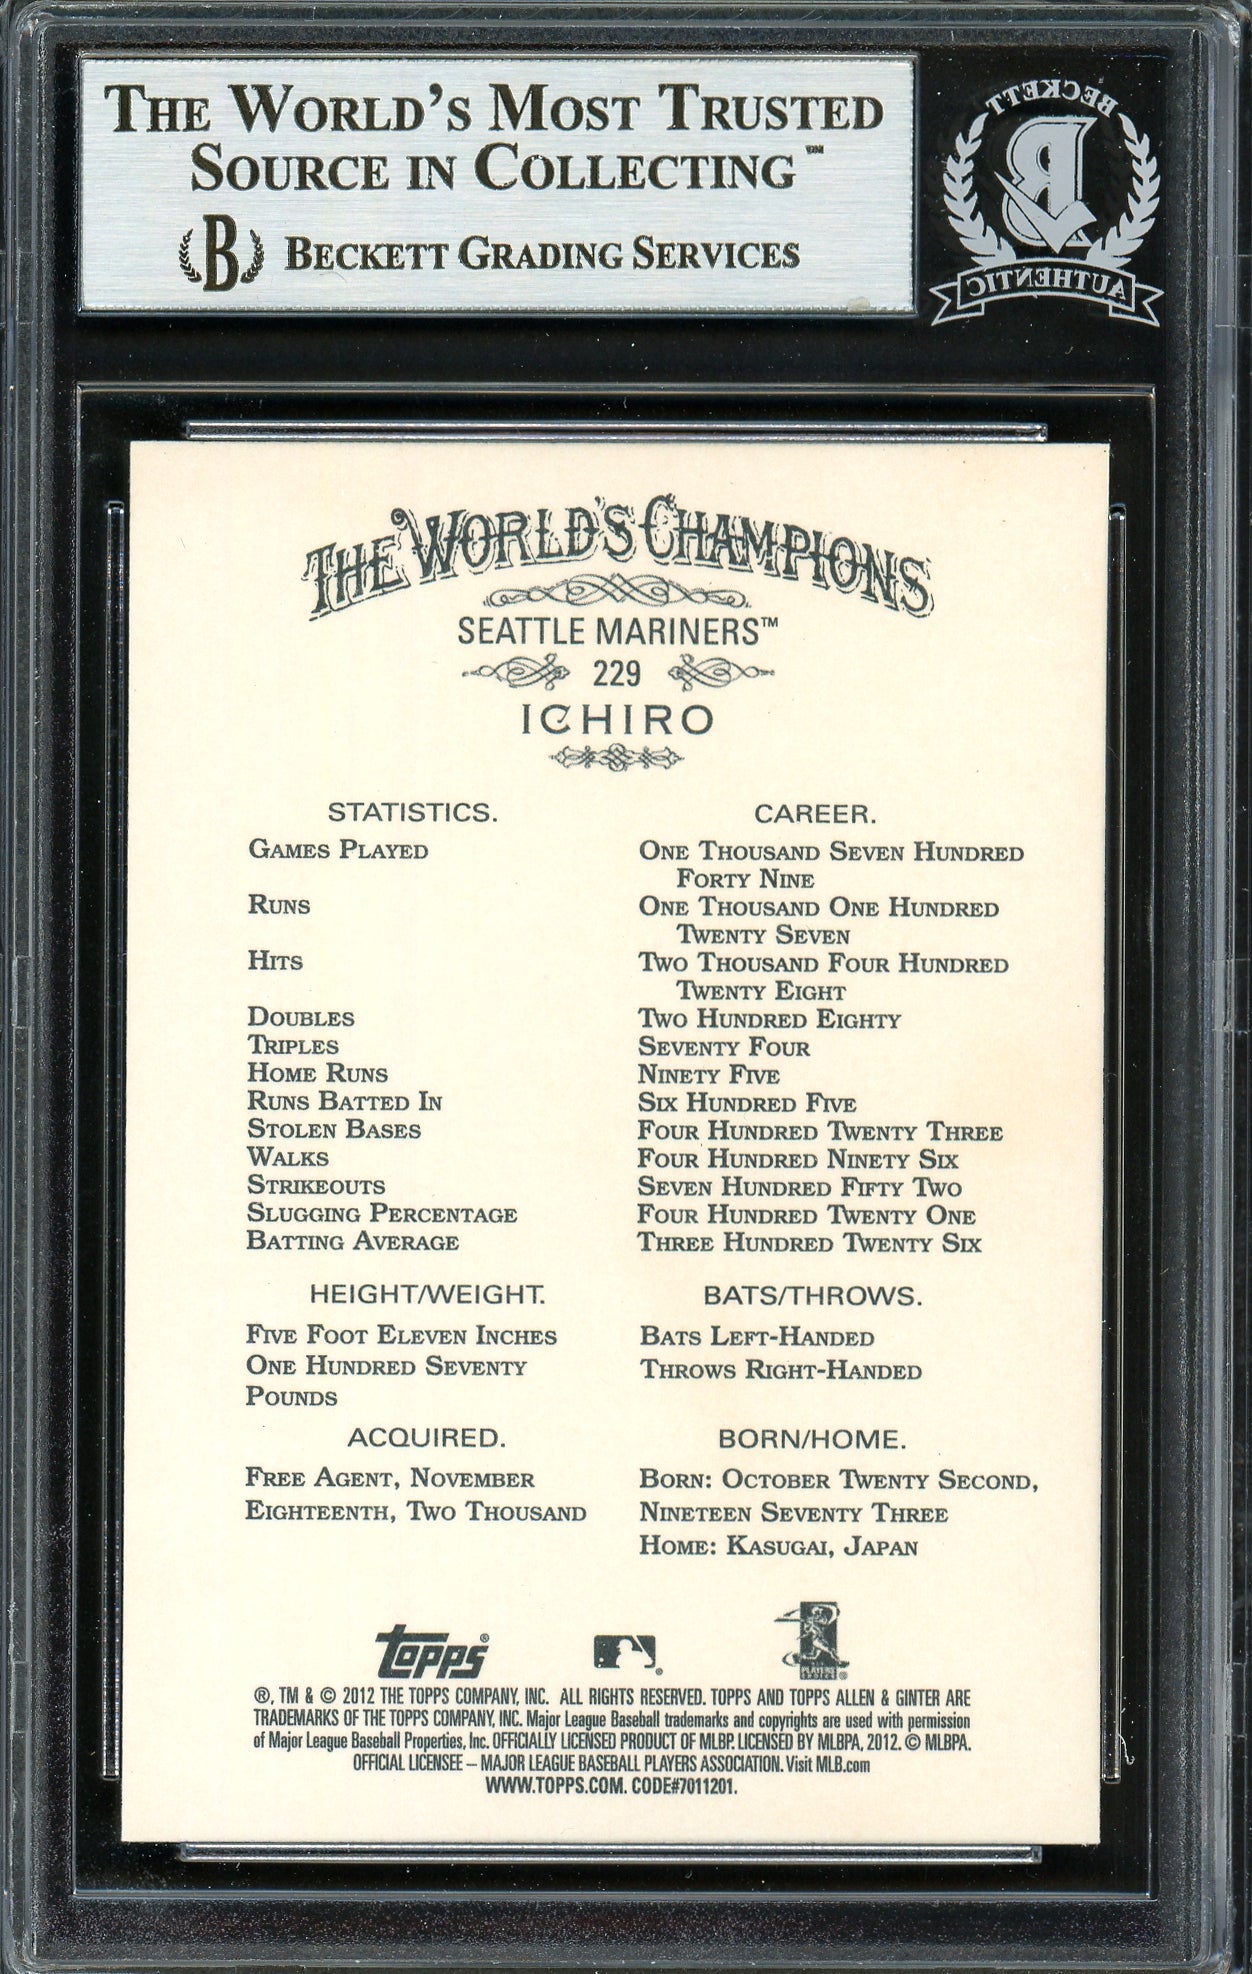 THE WORLD'S MOST TRUSTED
SOURCE IN COLLECTING™
B BECKETT GRADING SERVICES
BECKETT
B
AUTHENTIC
THE WORLD'S CHAMPIONS
SEATTLE MARINERS™
229
ICHIRO
STATISTICS. CAREER.
GAMES PLAYED ONE THOUSAND SEVEN HUNDRED
FORTY NINE
RUNS ONE THOUSAND ONE HUNDRED
TWENTY SEVEN
HITS TWO THOUSAND FOUR HUNDRED
TWENTY EIGHT
DOUBLES TWO HUNDRED EIGHTY
TRIPLES SEVENTY FOUR
HOME RUNS NINETY FIVE
RUNS BATTED IN SIX HUNDRED FIVE
STOLEN BASES FOUR HUNDRED TWENTY THREE
WALKS FOUR HUNDRED NINETY SIX
STRIKEOUTS SEVEN HUNDRED FIFTY TWO
SLUGGING PERCENTAGE FOUR HUNDRED TWENTY ONE
BATTING AVERAGE THREE HUNDRED TWENTY SIX
HEIGHT/WEIGHT.
FIVE FOOT ELEVEN INCHES
ONE HUNDRED SEVENTY
POUNDS
BATS/THROWS.
BATS LEFT-HANDED
THROWS RIGHT-HANDED
ACQUIRED.
FREE AGENT, NOVEMBER
EIGHTEENTH, TWO THOUSAND
BORN/HOME.
BORN: OCTOBER TWENTY SECOND,
NINETEEN SEVENTY THREE
HOME: KASUGAI, JAPAN
topps®
PLAYERS CHOICE
®, TM & © 2012 THE TOPPS COMPANY, INC. ALL RIGHTS RESERVED. TOPPS AND TOPPS ALLEN & GINTER ARE
TRADEMARKS OF THE TOPPS COMPANY, INC. Major League Baseball trademarks and copyrights are used with permission
of Major League Baseball Properties, Inc. OFFICIALLY LICENSED PRODUCT OF MLBP. LICENSED BY MLBPA, 2012. © MLBPA.
OFFICIAL LICENSEE – MAJOR LEAGUE BASEBALL PLAYERS ASSOCIATION. Visit MLB.com
WWW.TOPPS.COM. CODE#7011201.